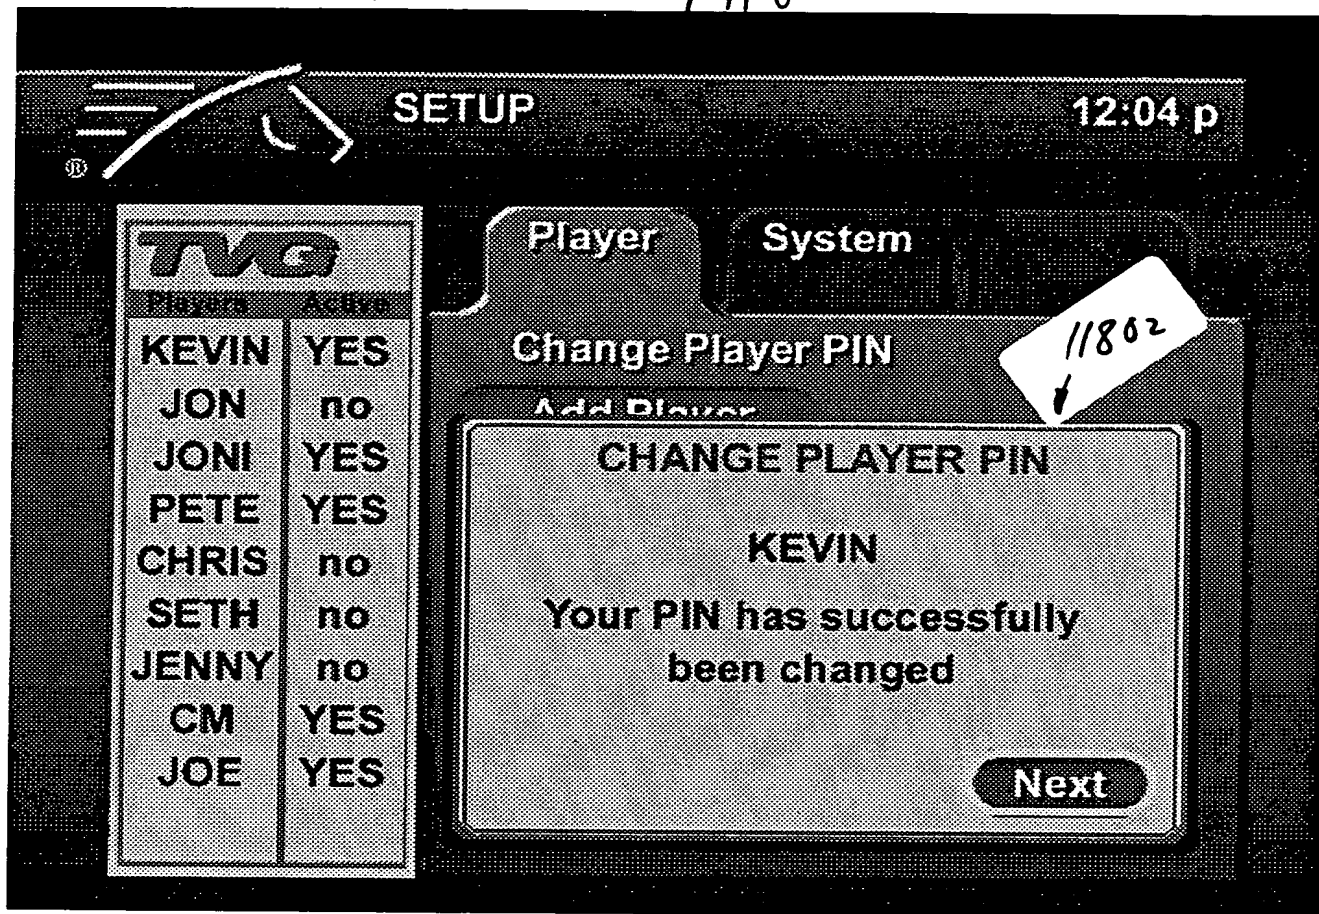 SETUP
12:04 p
®
TVG
Players Active
KEVIN YES
JON no
JONI YES
PETE YES
CHRIS no
SETH no
JENNY no
CM YES
JOE YES
Player
System
11802
Change Player PIN
Add Player
CHANGE PLAYER PIN
KEVIN
Your PIN has successfully
been changed
Next